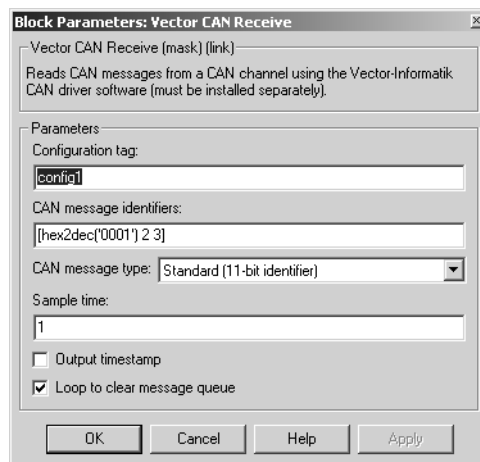 Block Parameters: Vector CAN Receive
Vector CAN Receive (mask) (link)
Reads CAN messages from a CAN channel using the Vector-Informatik
CAN driver software (must be installed separately).
Parameters
Configuration tag:
config1
CAN message identifiers:
[hex2dec('0001') 2 3]
CAN message type: Standard (11-bit identifier)
Sample time:
1
Output timestamp
Loop to clear message queue
OK Cancel Help Apply